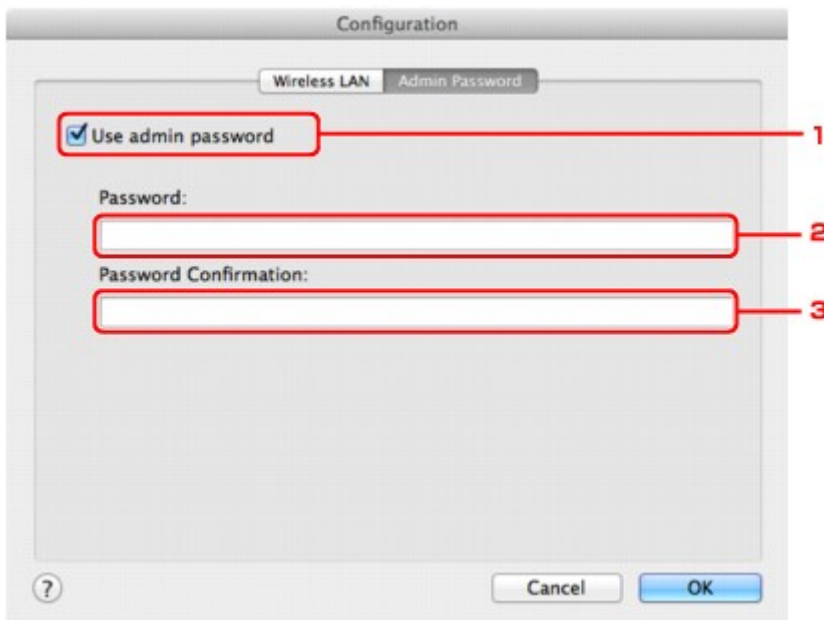 Configuration
Wireless LAN Admin Password
Use admin password 1
Password:
2
Password Confirmation:
3
? Cancel OK